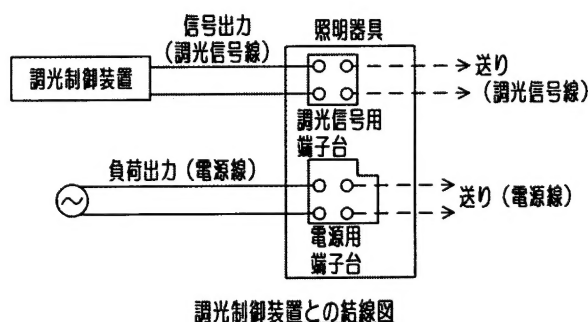 信号出力
(調光信号線)
照明器具
調光制御装置
送り
(調光信号線)
調光信号用
端子台
負荷出力(電源線)
送り(電源線)
電源用
端子台
調光制御装置との結線図